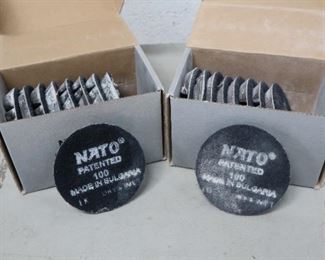 NATO®
PATENTED
100
MADE IN BULGARIA
NATO®
PATENTED
100
MADE IN BULGARIA